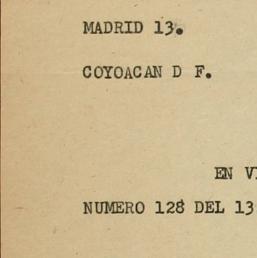 MADRID 13.
COYOACAN D F.
EN
NUMERO 128 DEL 13